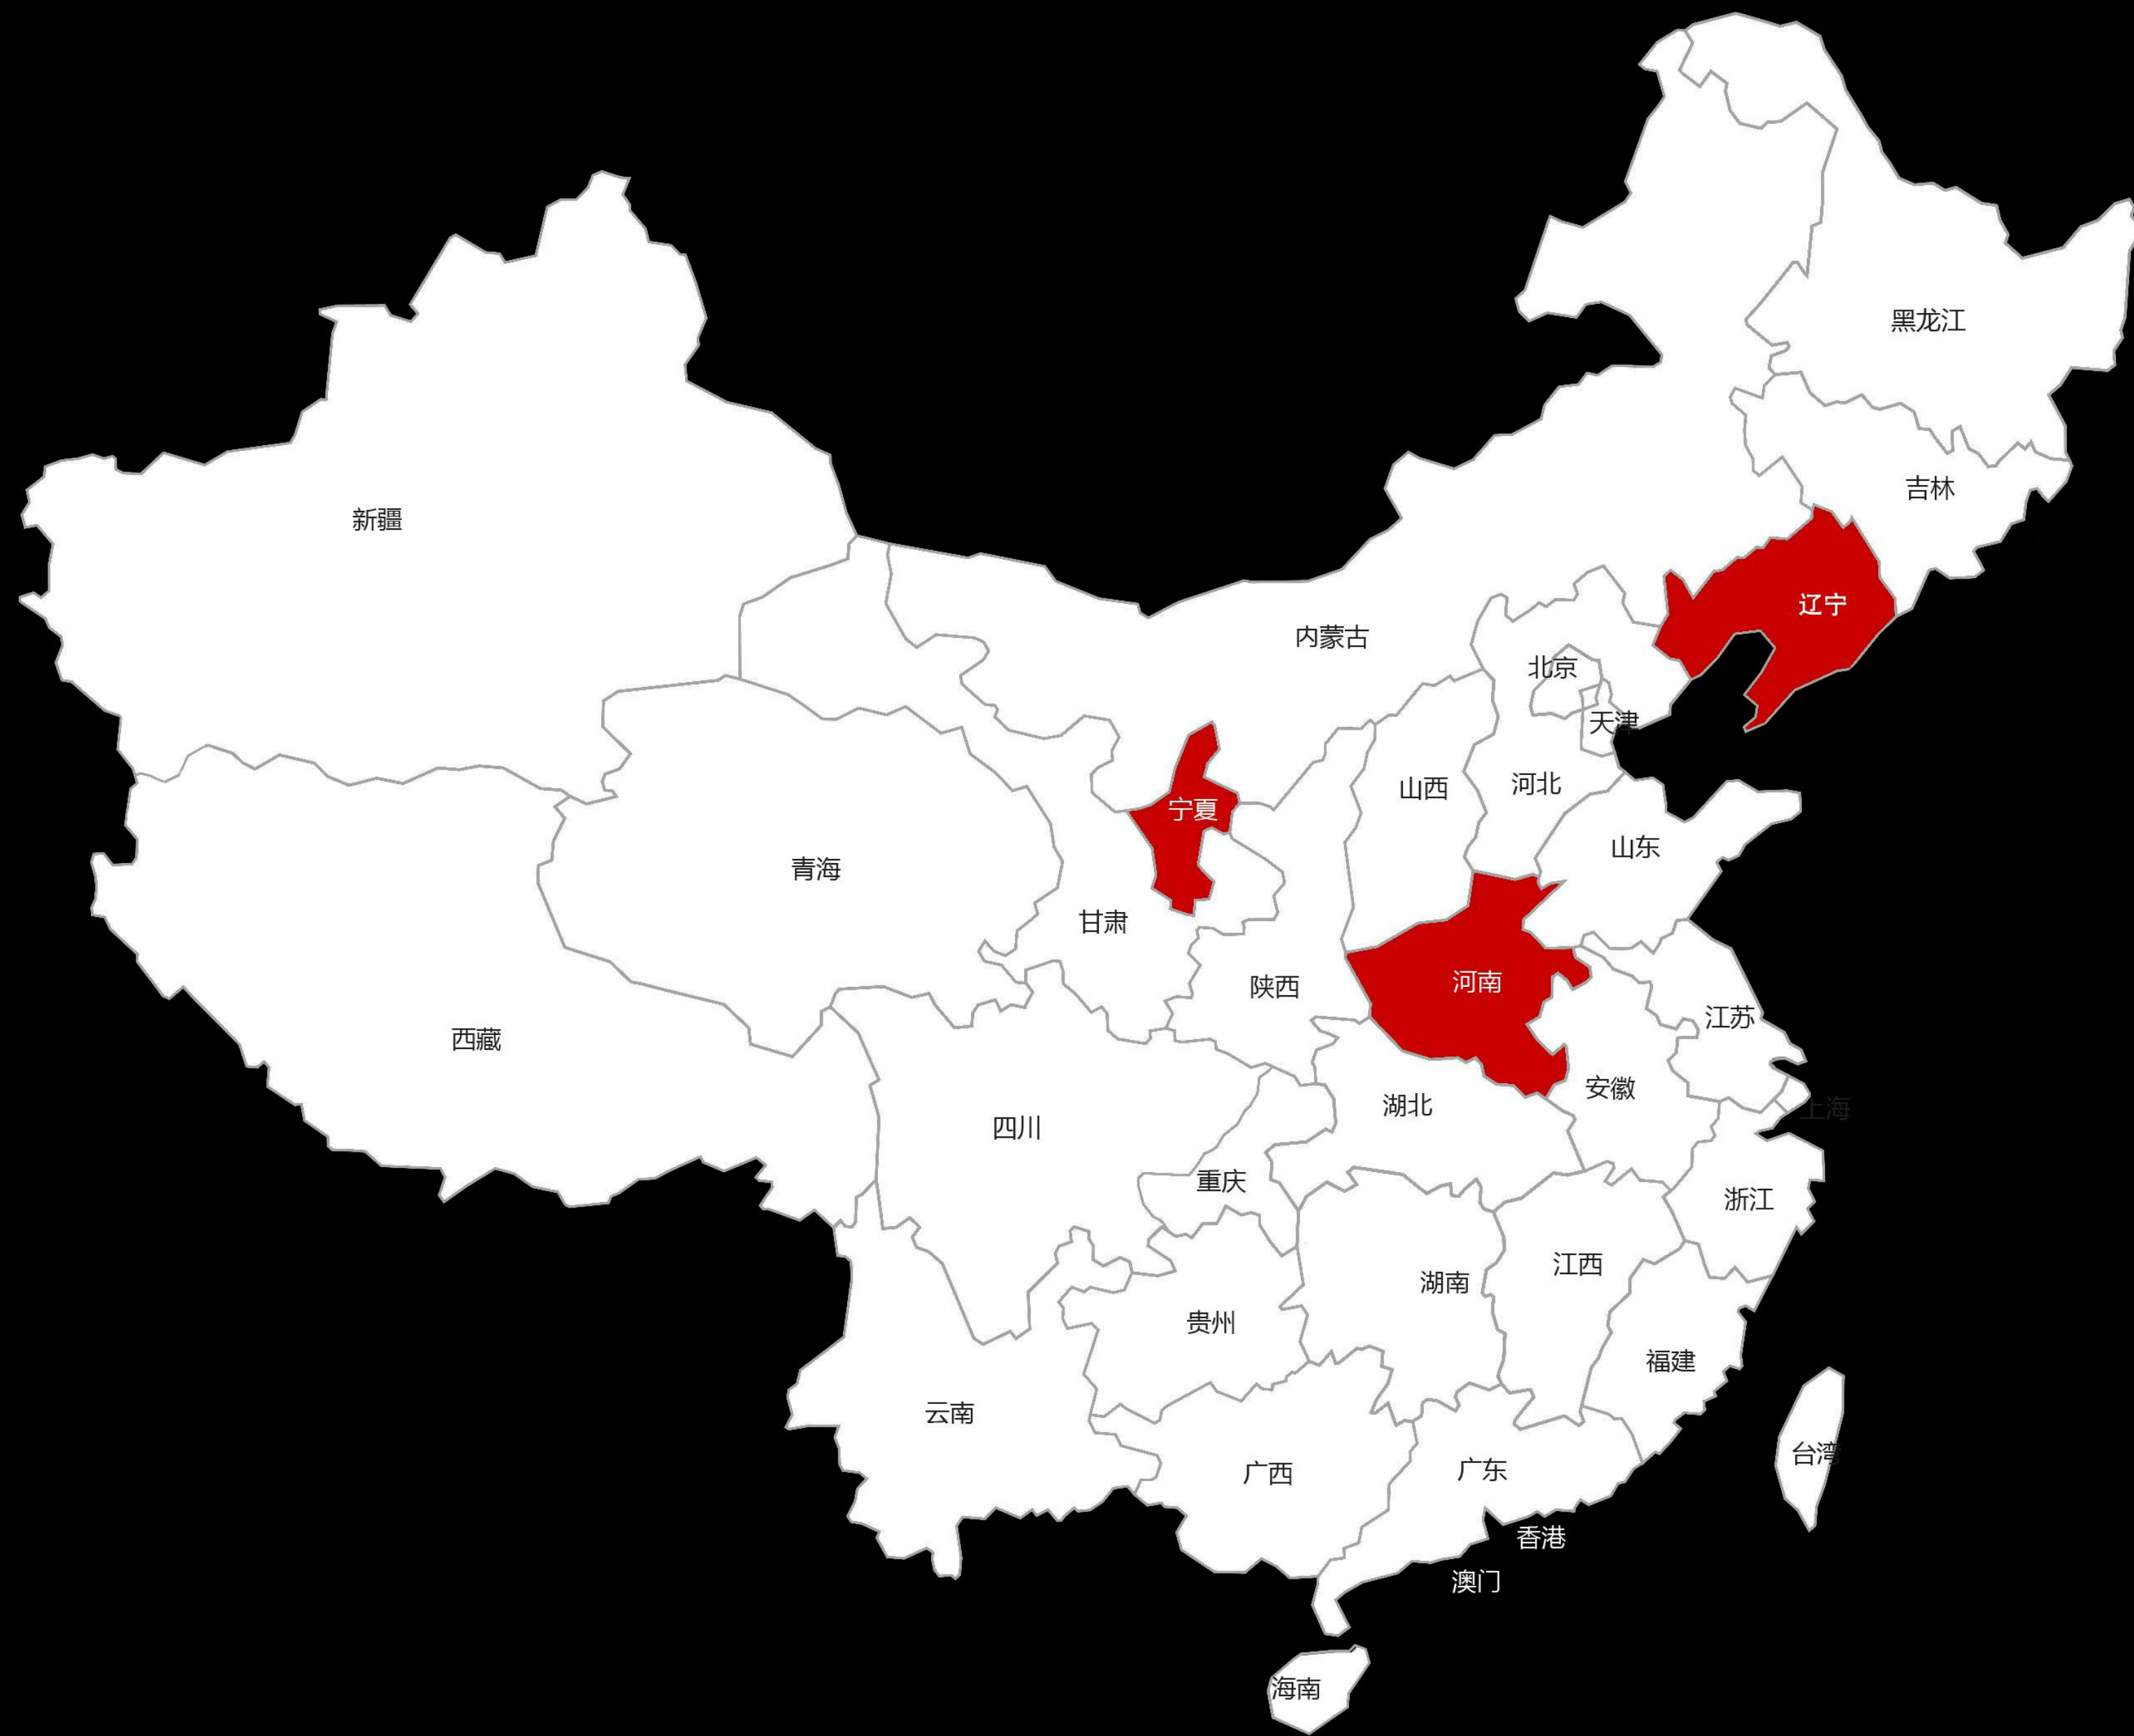 黑龙江
吉林
新疆
辽宁
内蒙古
北京
天津
河北
山西
宁夏
山东
青海
甘肃
河南
陕西
江苏
西藏
安徽
湖北
上海
四川
重庆
浙江
江西
湖南
贵州
福建
云南
台湾
广东
广西
香港
澳门
海南